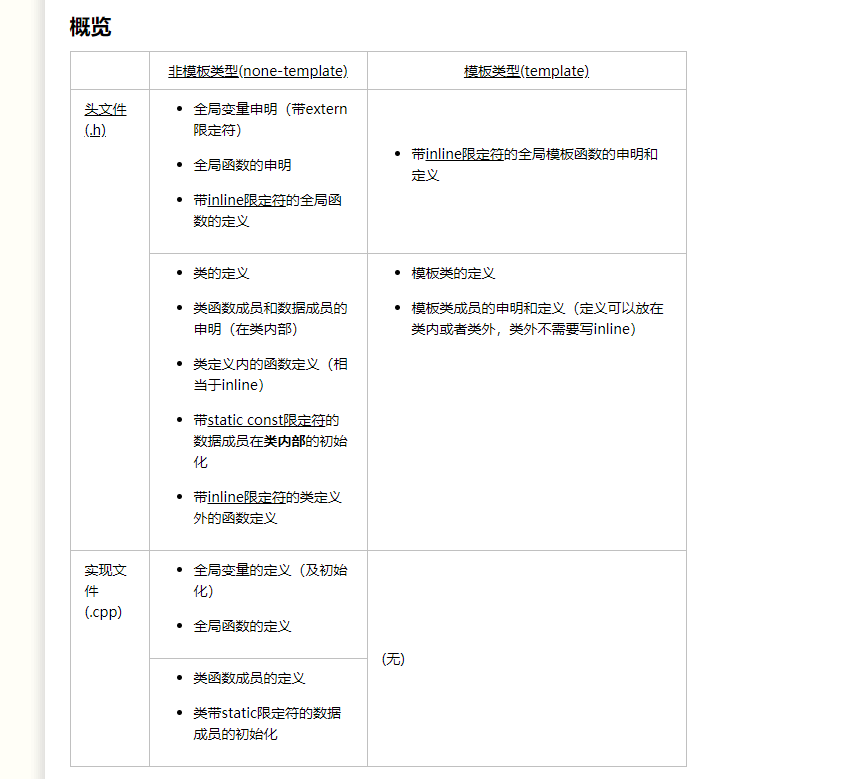 概览
非模板类型(none-template)
模板类型(template)
头文件
(.h)
全局变量申明（带extern
限定符）
全局函数的申明
带inline限定符的全局函
数的定义
带inline限定符的全局模板函数的申明和
定义
类的定义
类函数成员和数据成员的
申明（在类内部）
类定义内的函数定义（相
当于inline）
带static const限定符的
数据成员在类内部的初始
化
带inline限定符的类定义
外的函数定义
模板类的定义
模板类成员的申明和定义（定义可以放在
类内或者类外，类外不需要写inline）
实现文
件
(.cpp)
全局变量的定义（及初始
化）
全局函数的定义
(无)
类函数成员的定义
类带static限定符的数据
成员的初始化